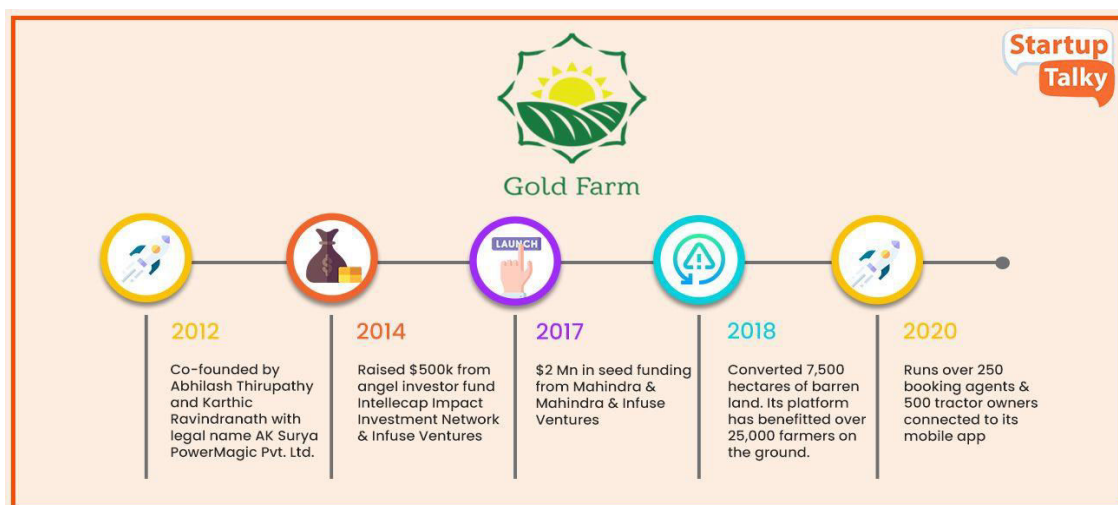 Startup
Talky
Gold Farm
LAUNCH
2012
Co-founded by
Abhilash Thirupathy
and Karthic
Ravindranath with
legal name AK Surya
PowerMagic Pvt. Ltd.
2014
Raised $500k from
angel investor fund
Intellecap Impact
Investment Network
& Infuse Ventures
2017
$2 Mn in seed funding
from Mahindra &
Mahindra & Infuse
Ventures
2018
Converted 7,500
hectares of barren
land. Its platform
has benefitted over
25,000 farmers on
the ground.
2020
Runs over 250
booking agents &
500 tractor owners
connected to its
mobile app